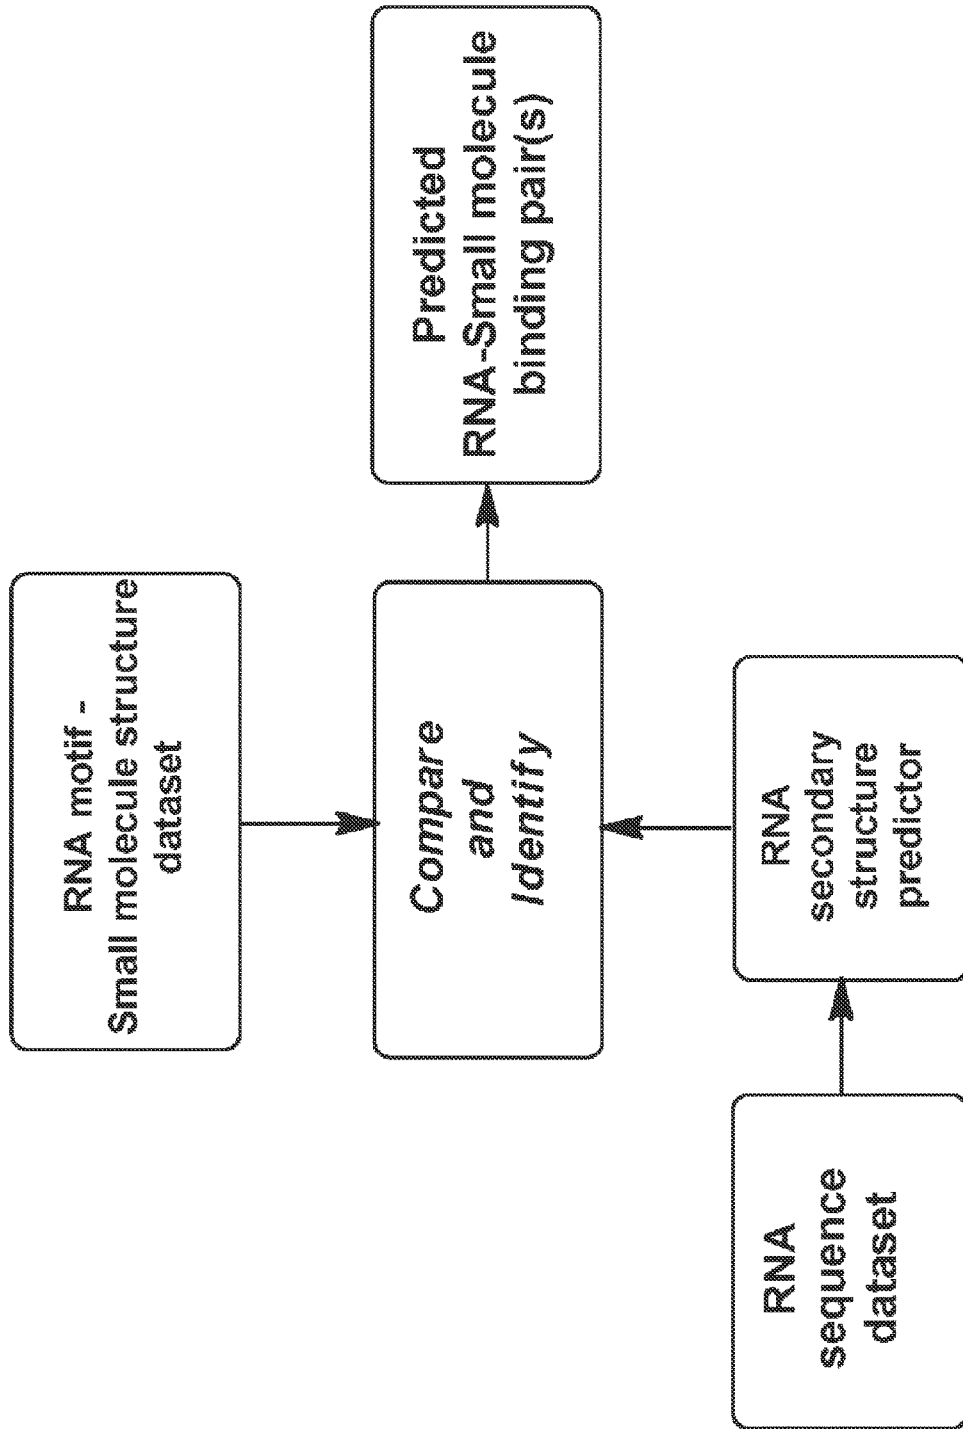 RNA motif -
Small molecule structure
dataset
RNA
sequence
dataset
RNA
secondary
structure
predictor
Compare
and
Identify
Predicted
RNA-Small molecule
binding pair(s)